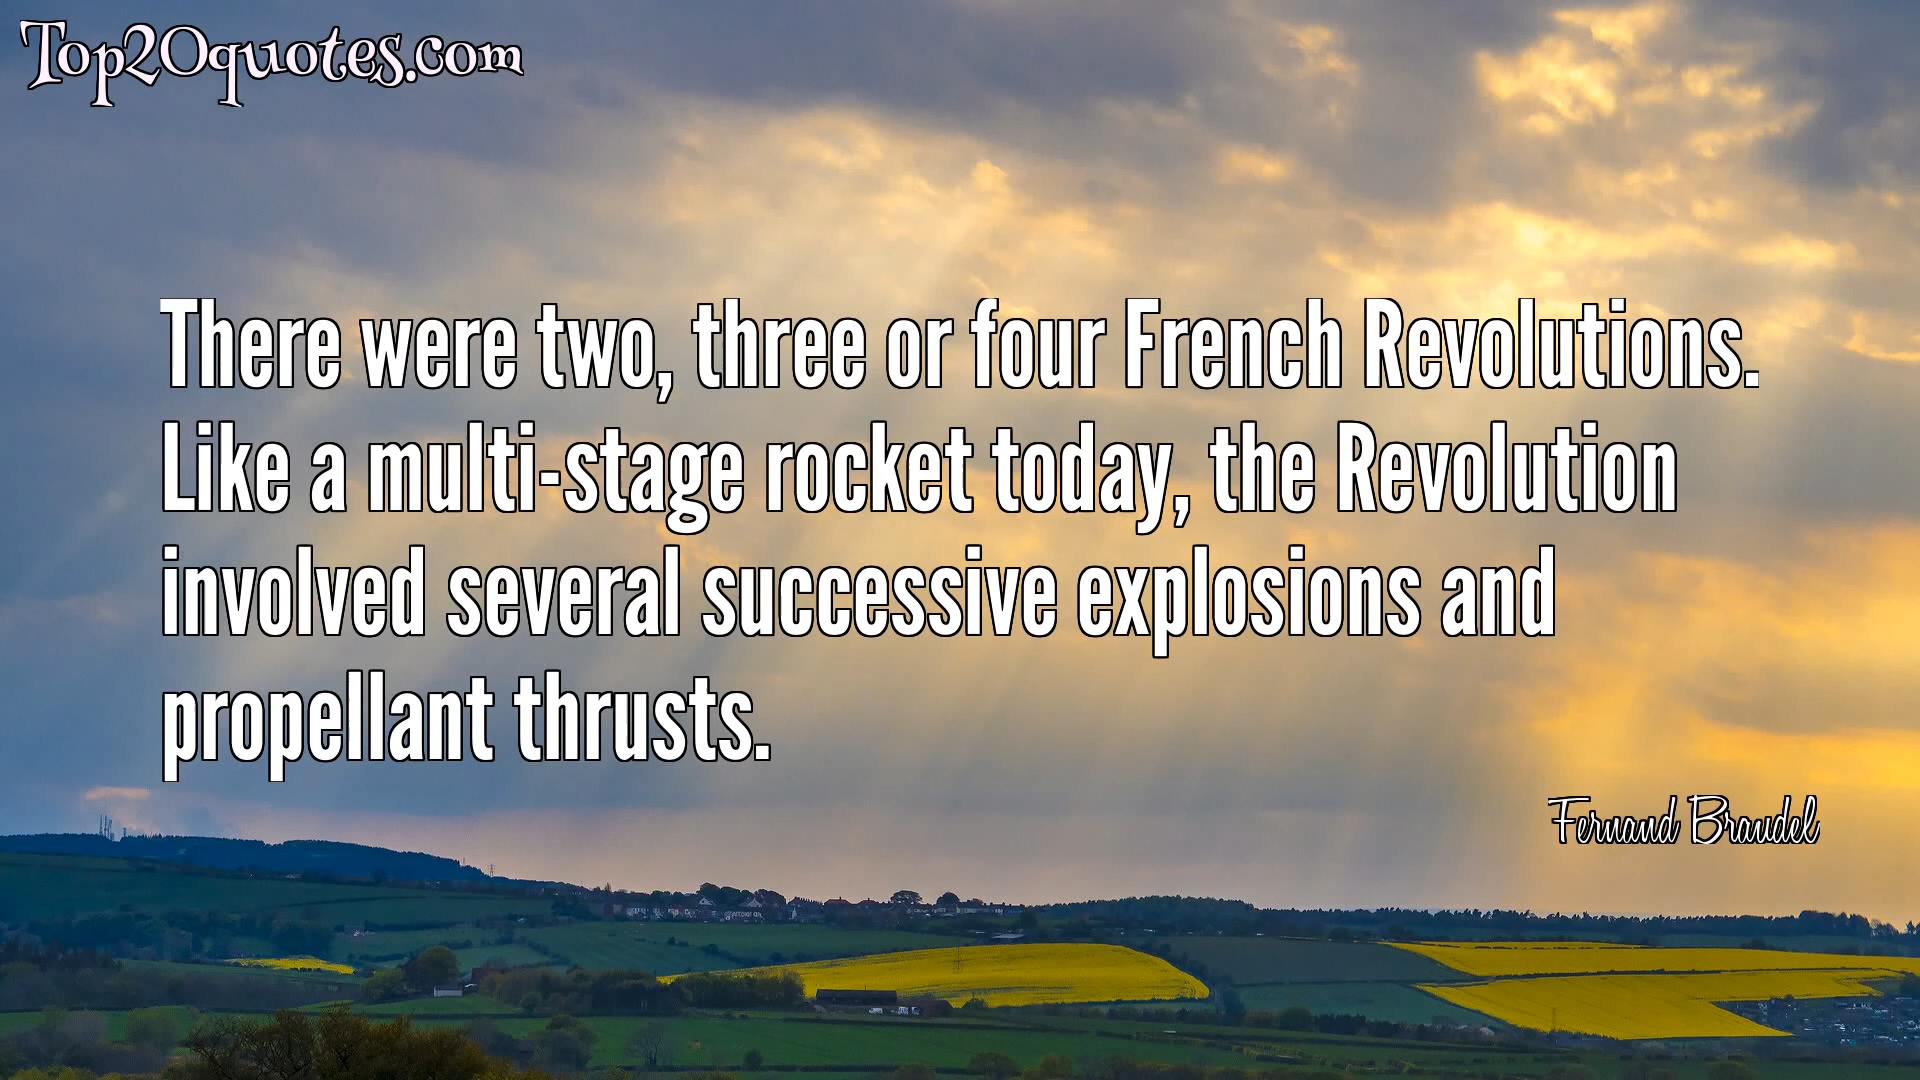 Top20quotes.com
There were two, three or four French Revolutions.
Like a multi-stage rocket today, the Revolution
involved several successive explosions and
propellant thrusts.
Fernand Braudel